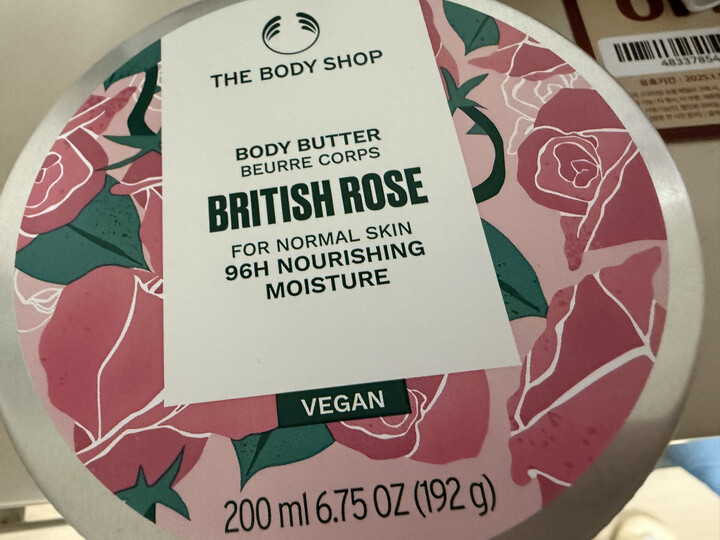 THE BODY SHOP
BODY BUTTER
BEURRE CORPS
BRITISH ROSE
FOR NORMAL SKIN
96H NOURISHING
MOISTURE
VEGAN
200 ml 6.75 OZ (192 g)
4833785